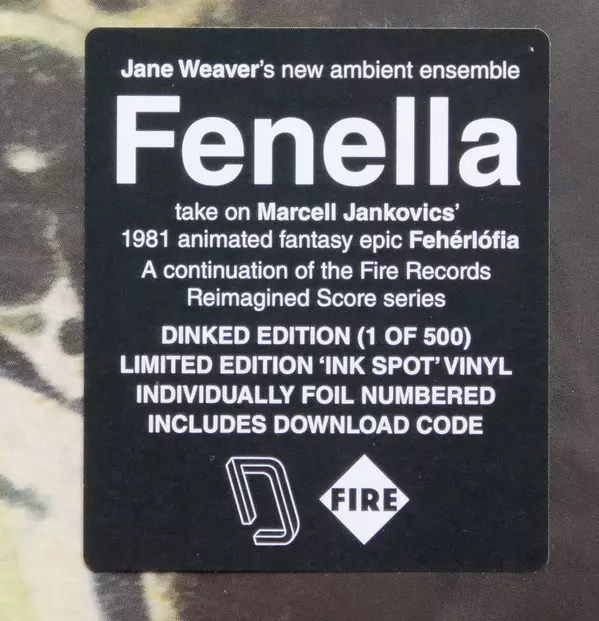 Jane Weaver's new ambient ensemble
Fenella
take on Marcell Jankovics'
1981 animated fantasy epic Fehérlófia
A continuation of the Fire Records
Reimagined Score series
DINKED EDITION (1 OF 500)
LIMITED EDITION 'INK SPOT' VINYL
INDIVIDUALLY FOIL NUMBERED
INCLUDES DOWNLOAD CODE
D FIRE